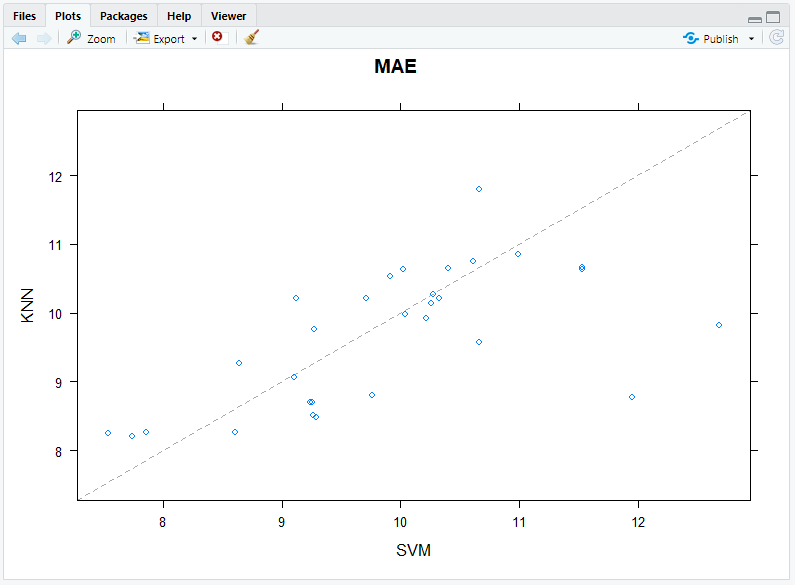 Files Plots Packages Help Viewer
Zoom Export Publish
MAE
12
11
10
9
8
KNN
8 9 10 11 12
SVM